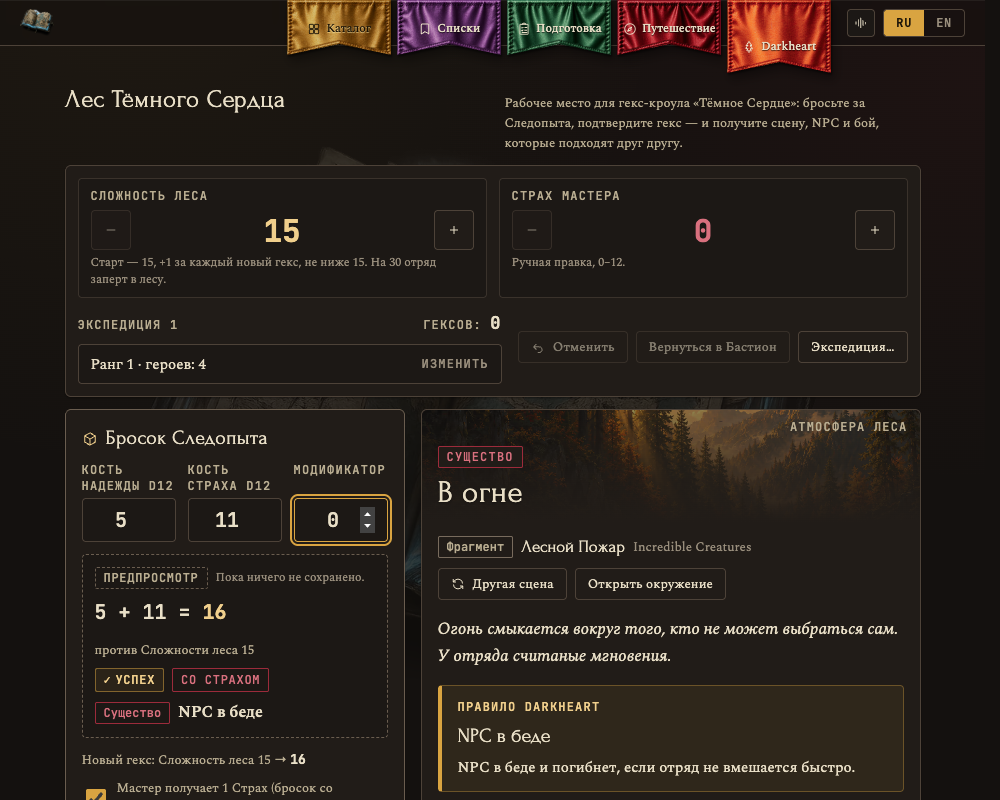 Каталог
Списки
Подготовка
Путешествие
Darkheart
RU
EN
Лес Тёмного Сердца
Рабочее место для гекс-кроула «Тёмное Сердце»: бросьте за
Следопыта, подтвердите гекс — и получите сцену, NPC и бой,
которые подходят друг другу.
СЛОЖНОСТЬ ЛЕСА
− 15 +
Старт — 15, +1 за каждый новый гекс, не ниже 15. На 30 отряд
заперт в лесу.
СТРАХ МАСТЕРА
− 0 +
Ручная правка, 0–12.
ЭКСПЕДИЦИЯ 1
ГЕКСОВ: 0
Ранг 1 · героев: 4
ИЗМЕНИТЬ
Отменить
Вернуться в Бастион
Экспедиция…
Бросок Следопыта
КОСТЬ
НАДЕЖДЫ D12
КОСТЬ
СТРАХА D12
МОДИФИКАТОР
5
11
0
ПРЕДПРОСМОТР
Пока ничего не сохранено.
5 + 11 = 16
против Сложности леса 15
✓ УСПЕХ
СО СТРАХОМ
Существо
NPC в беде
Новый гекс: Сложность леса 15 → 16
Мастер получает 1 Страх (бросок со
АТМОСФЕРА ЛЕСА
СУЩЕСТВО
В огне
Фрагмент
Лесной Пожар
Incredible Creatures
Другая сцена
Открыть окружение
Огонь смыкается вокруг того, кто не может выбраться сам.
У отряда считаные мгновения.
ПРАВИЛО DARKHEART
NPC в беде
NPC в беде и погибнет, если отряд не вмешается быстро.